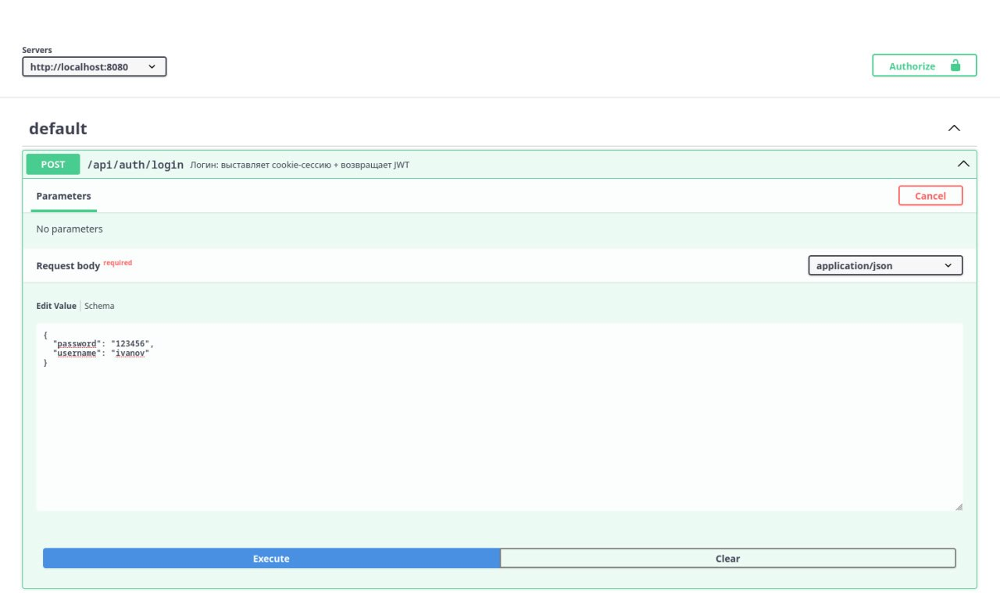 Servers
http://localhost:8080
Authorize
default
POST /api/auth/login Логин: выставляет cookie-сессию + возвращает JWT
Parameters
Cancel
No parameters
Request body required
application/json
Edit Value Schema
{
"password": "123456",
"username": "ivanov"
}
Execute
Clear